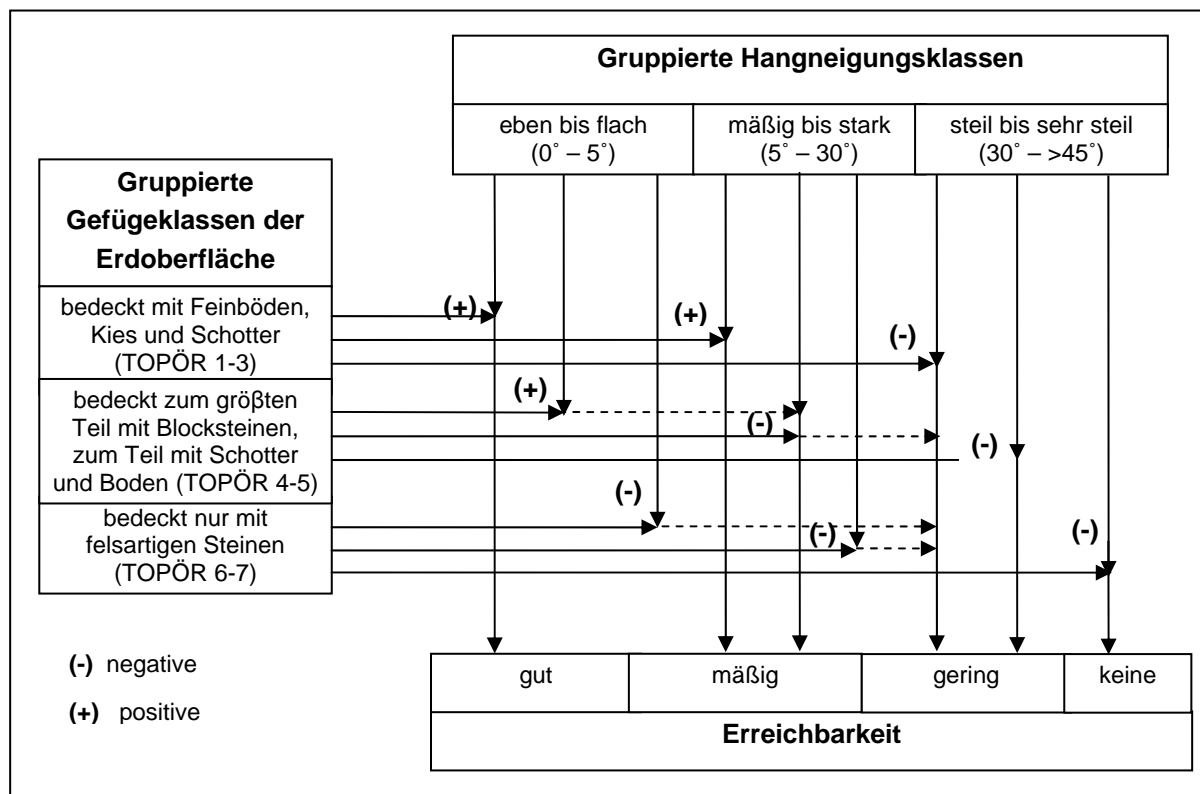 Gruppierte Hangneigungsklassen
eben bis flach
(0˚ – 5˚)
mäßig bis stark
(5˚ – 30˚)
steil bis sehr steil
(30˚ – >45˚)
Gruppierte
Gefügeklassen der
Erdoberfläche
bedeckt mit Feinböden,
Kies und Schotter
(TOPÖR 1-3)
(+)
(+)
(-)
bedeckt zum größten
Teil mit Blocksteinen,
zum Teil mit Schotter
und Boden (TOPÖR 4-5)
(+)
(-)
(-)
bedeckt nur mit
felsartigen Steinen
(TOPÖR 6-7)
(-)
(-)
(-)
(-) negative
(+) positive
gut
mäßig
gering
keine
Erreichbarkeit